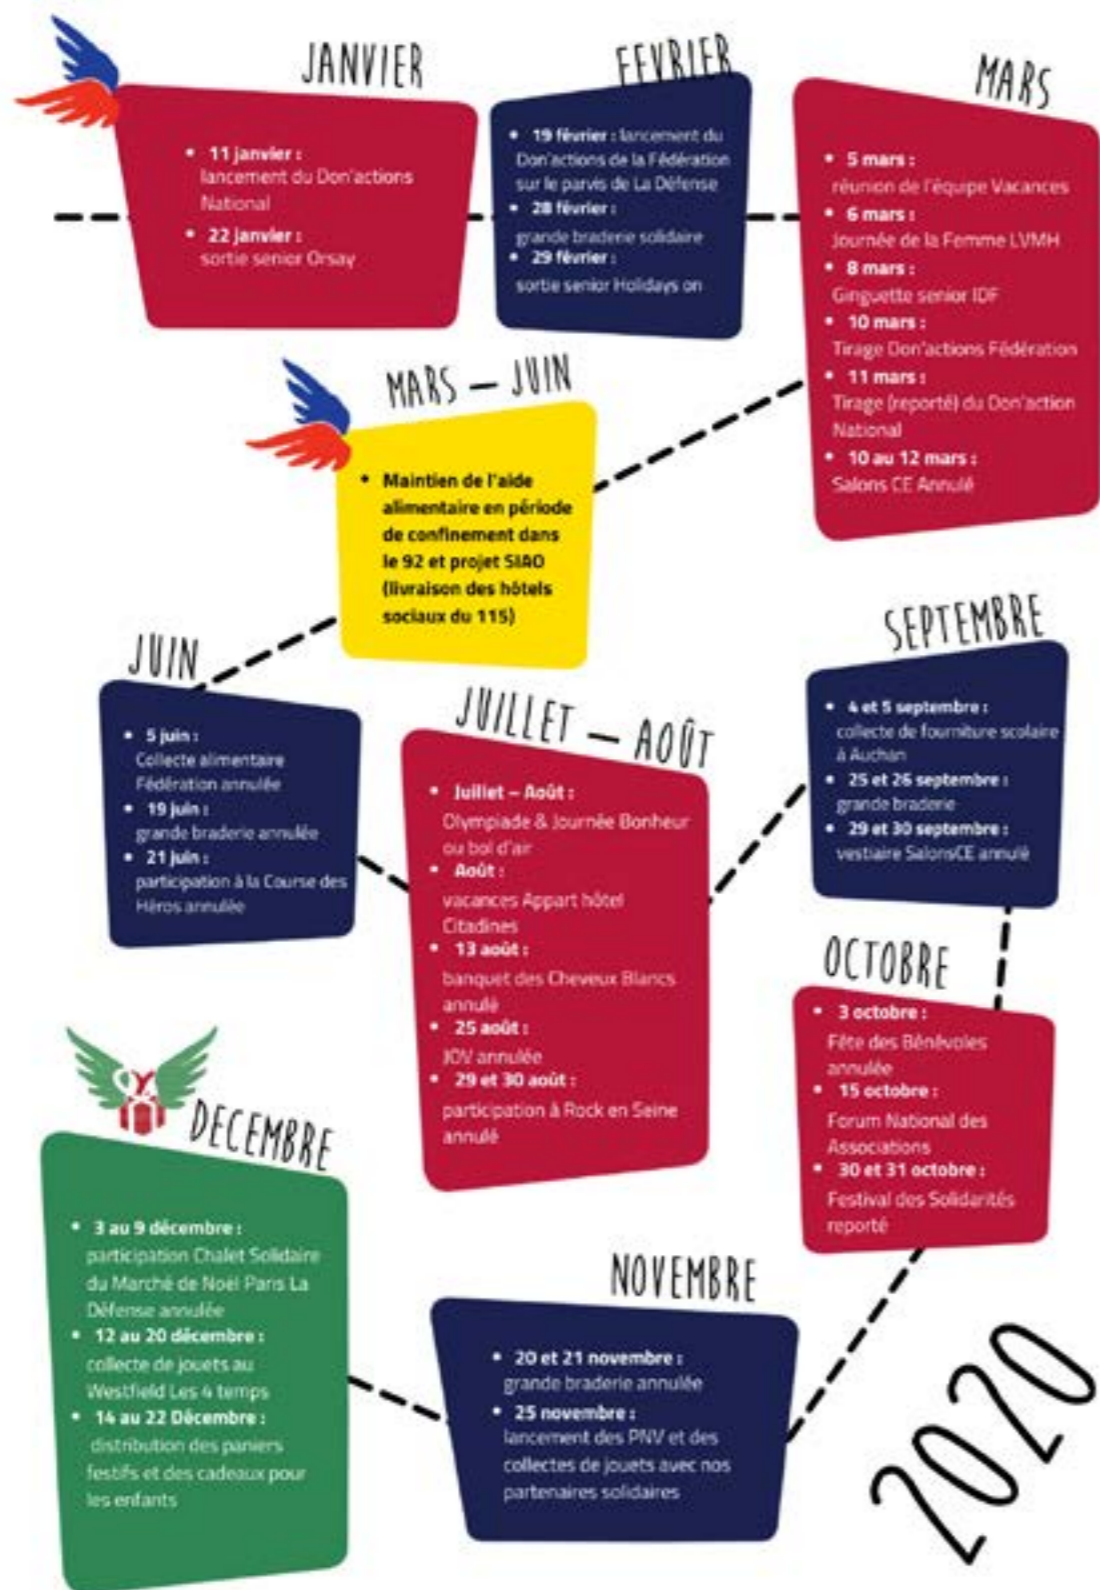 JANVIER
• 11 janvier :
lancement du Don'actions
National
• 22 janvier :
sortie senior Orsay
FEVRIER
• 19 février : lancement du
Don'actions de la Fédération
sur le parvis de La Défense
• 28 février :
grande braderie solidaire
• 29 février :
sortie senior Holidays on
MARS
• 5 mars :
réunion de l'équipe Vacances
• 6 mars :
Journée de la Femme LVMH
• 8 mars :
Ginguette senior IDF
• 10 mars :
Tirage Don'actions Fédération
• 11 mars :
Tirage (reporté) du Don'action
National
• 10 au 12 mars :
Salons CE Annulé
MARS – JUIN
• Maintien de l'aide
alimentaire en période
de confinement dans
le 92 et projet SIAO
(livraison des hôtels
sociaux du 115)
JUIN
• 5 juin :
Collecte alimentaire
Fédération annulée
• 19 juin :
grande braderie annulée
• 21 juin :
participation à la Course des
Héros annulée
JUILLET – AOÛT
• Juillet – Août :
Olympiade & Journée Bonheur
ou bol d'air
• Août :
vacances Appart hôtel
Citadines
• 13 août :
banquet des Cheveux Blancs
annulé
• 25 août :
JOV annulée
• 29 et 30 août :
participation à Rock en Seine
annulé
SEPTEMBRE
• 4 et 5 septembre :
collecte de fourniture scolaire
à Auchan
• 25 et 26 septembre :
grande braderie
• 29 et 30 septembre :
vestiaire SalonsCE annulé
OCTOBRE
• 3 octobre :
Fête des Bénévoles
annulée
• 15 octobre :
Forum National des
Associations
• 30 et 31 octobre :
Festival des Solidarités
reporté
NOVEMBRE
• 20 et 21 novembre :
grande braderie annulée
• 25 novembre :
lancement des PNV et des
collectes de jouets avec nos
partenaires solidaires
DECEMBRE
• 3 au 9 décembre :
participation Chalet Solidaire
du Marché de Noël Paris La
Défense annulée
• 12 au 20 décembre :
collecte de jouets au
Westfield Les 4 temps
• 14 au 22 Décembre :
distribution des paniers
festifs et des cadeaux pour
les enfants
2020